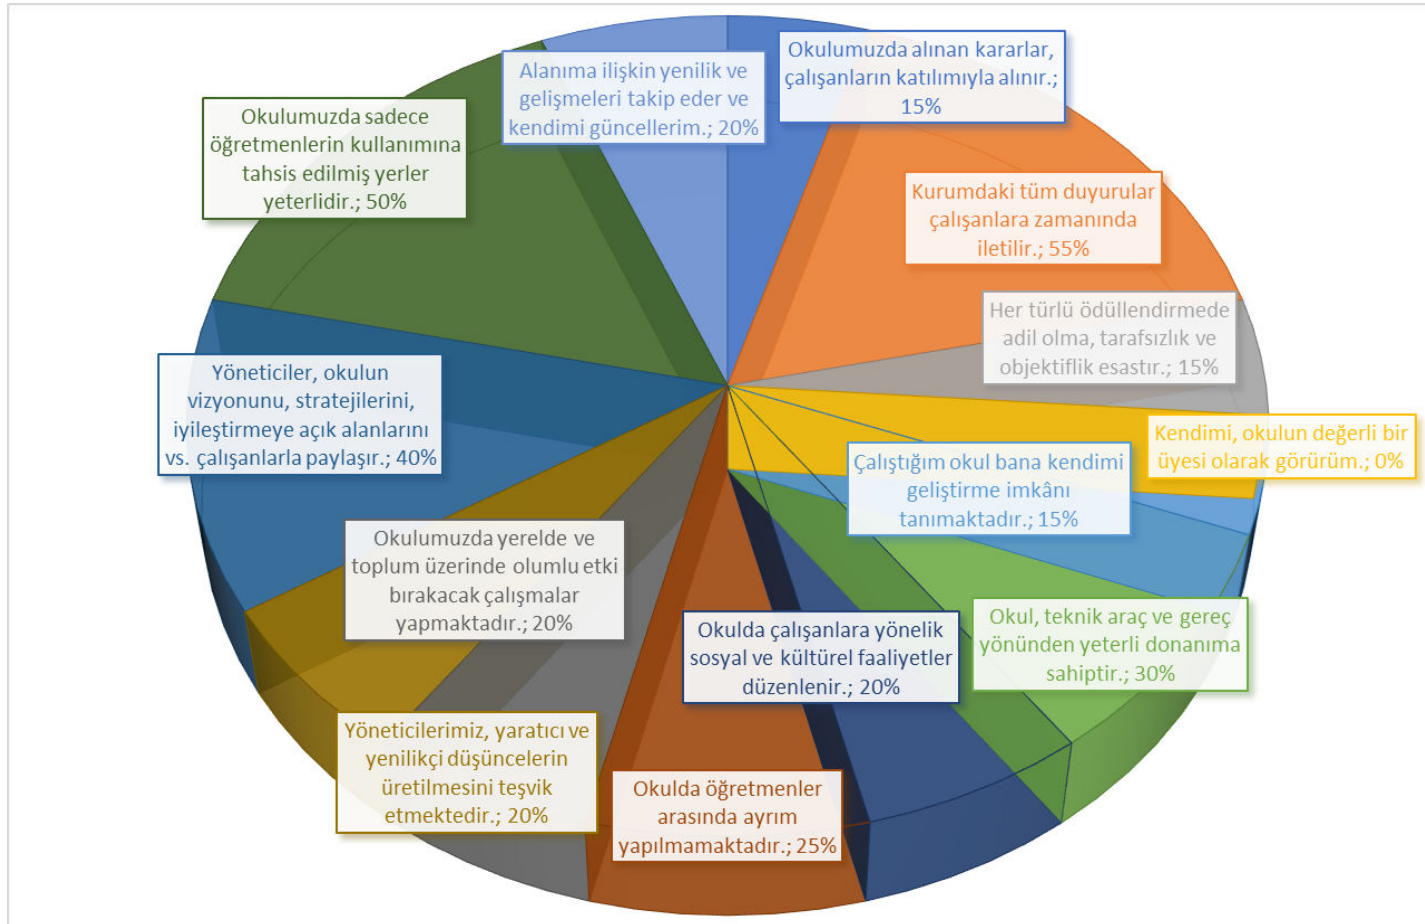 Okulumuzda alınan kararlar,
çalışanların katılımıyla alınır.;
15%
Kurumdaki tüm duyurular
çalışanlara zamanında
iletilir.; 55%
Her türlü ödüllendirmede
adil olma, tarafsızlık ve
objektiflik esastır.; 15%
Kendimi, okulun değerli bir
üyesi olarak görürüm.; 0%
Çalıştığım okul bana kendimi
geliştirme imkânı
tanımaktadır.; 15%
Okul, teknik araç ve gereç
yönünden yeterli donanıma
sahiptir.; 30%
Okulda çalışanlara yönelik
sosyal ve kültürel faaliyetler
düzenlenir.; 20%
Okulda öğretmenler
arasında ayrım
yapılmamaktadır.; 25%
Okulumuzda yerelde ve
toplum üzerinde olumlu etki
bırakacak çalışmalar
yapmaktadır.; 20%
Yöneticilerimiz, yaratıcı ve
yenilikçi düşüncelerin
üretilmesini teşvik
etmektedir.; 20%
Yöneticiler, okulun
vizyonunu, stratejilerini,
iyileştirmeye açık alanlarını
vs. çalışanlarla paylaşır.; 40%
Okulumuzda sadece
öğretmenlerin kullanımına
tahsis edilmiş yerler
yeterlidir.; 50%
Alanıma ilişkin yenilik ve
gelişmeleri takip eder ve
kendimi güncellerim.; 20%